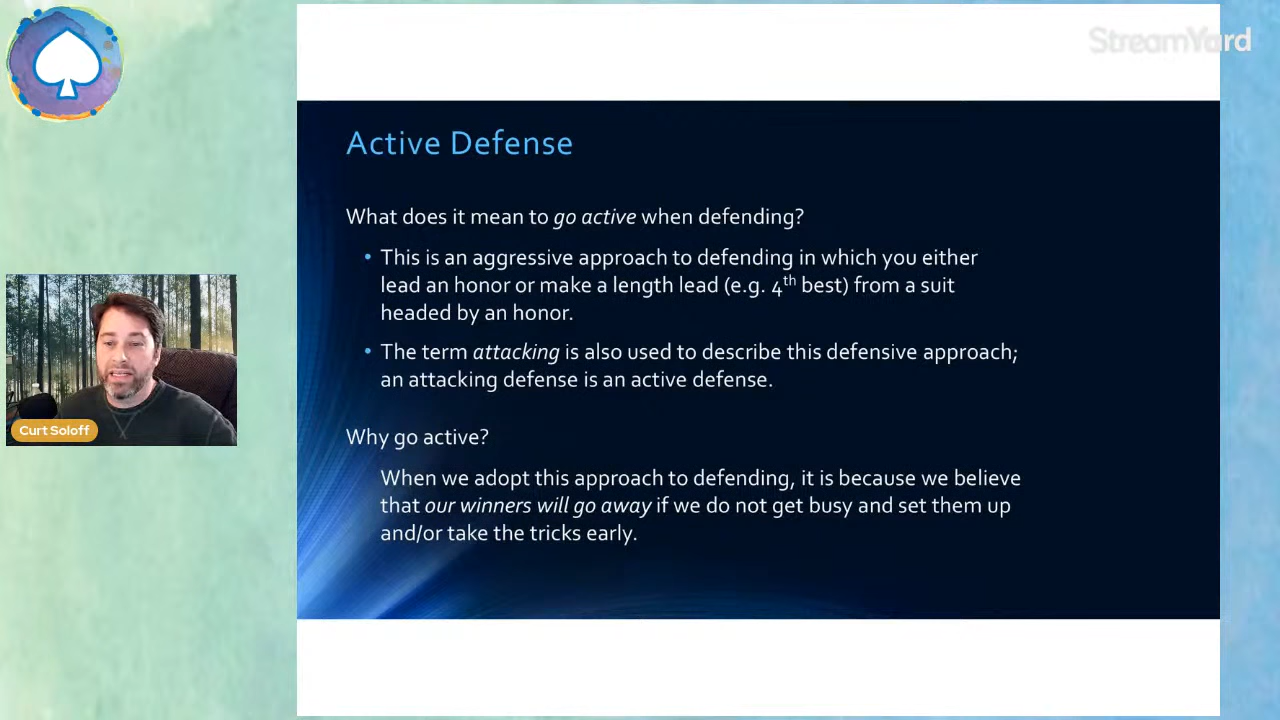 StreamYard
Active Defense
What does it mean to go active when defending?
• This is an aggressive approach to defending in which you either
lead an honor or make a length lead (e.g. 4th best) from a suit
headed by an honor.
• The term attacking is also used to describe this defensive approach;
an attacking defense is an active defense.
Curt Soloff
Why go active?
When we adopt this approach to defending, it is because we believe
that our winners will go away if we do not get busy and set them up
and/or take the tricks early.